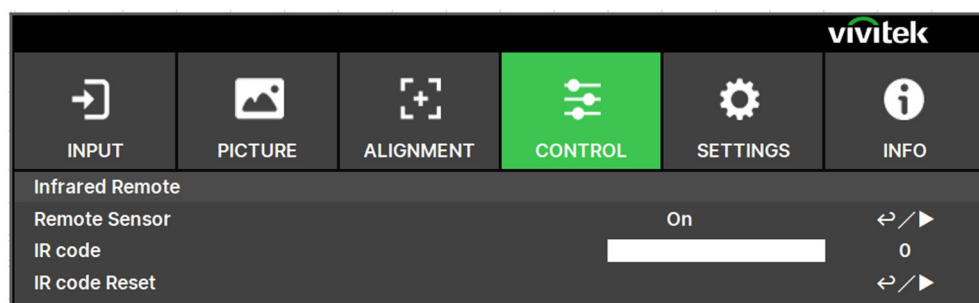 vivitek
INPUT PICTURE ALIGNMENT CONTROL SETTINGS INFO
Infrared Remote
Remote Sensor On ↩／▶
IR code 0
IR code Reset ↩／▶